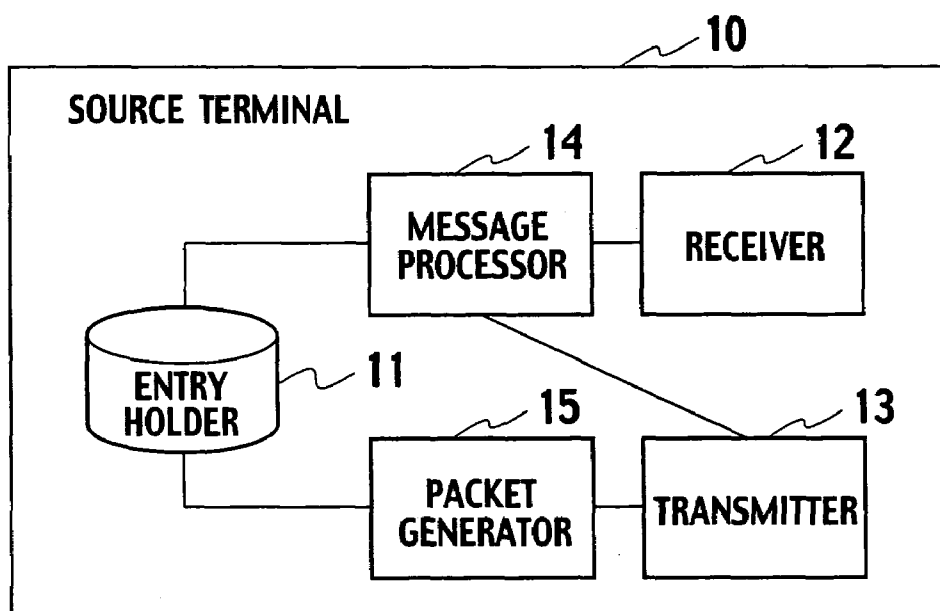 10
SOURCE TERMINAL
14
12
MESSAGE
PROCESSOR
RECEIVER
ENTRY
HOLDER
11
15
13
PACKET
GENERATOR
TRANSMITTER